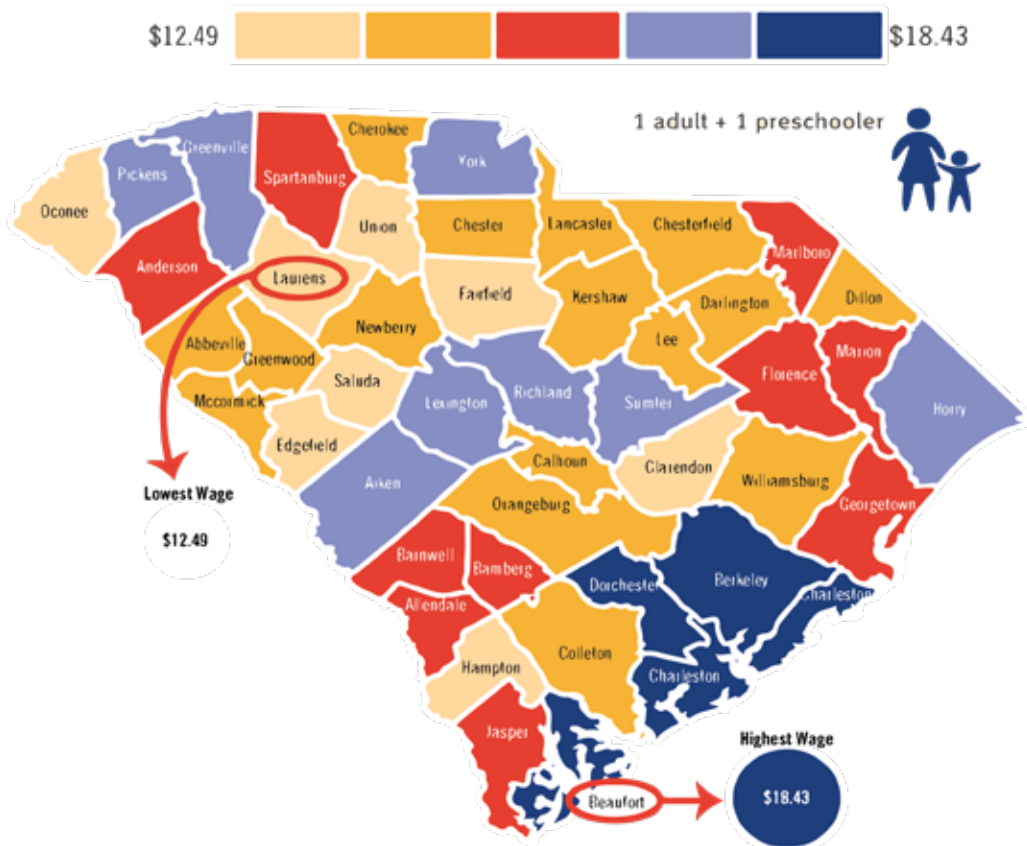 $12.49 $18.43
1 adult + 1 preschooler
Cherokee
Greenville
York
Pickens
Spartanburg
Oconee
Union
Chester
Lancaster
Chesterfield
Marlboro
Anderson
Laurens
Fairfield
Kershaw
Darlington
Dillon
Newberry
Abbeville
Greenwood
Lee
Marion
Florence
Saluda
Mccormick
Lexington
Richland
Sumter
Horry
Edgefield
Calhoun
Clarendon
Aiken
Williamsburg
Orangeburg
Georgetown
Lowest Wage
$12.49
Barnwell
Bamberg
Dorchester
Berkeley
Charleston
Allendale
Colleton
Hampton
Charleston
Jasper
Highest Wage
$18.43
Beaufort